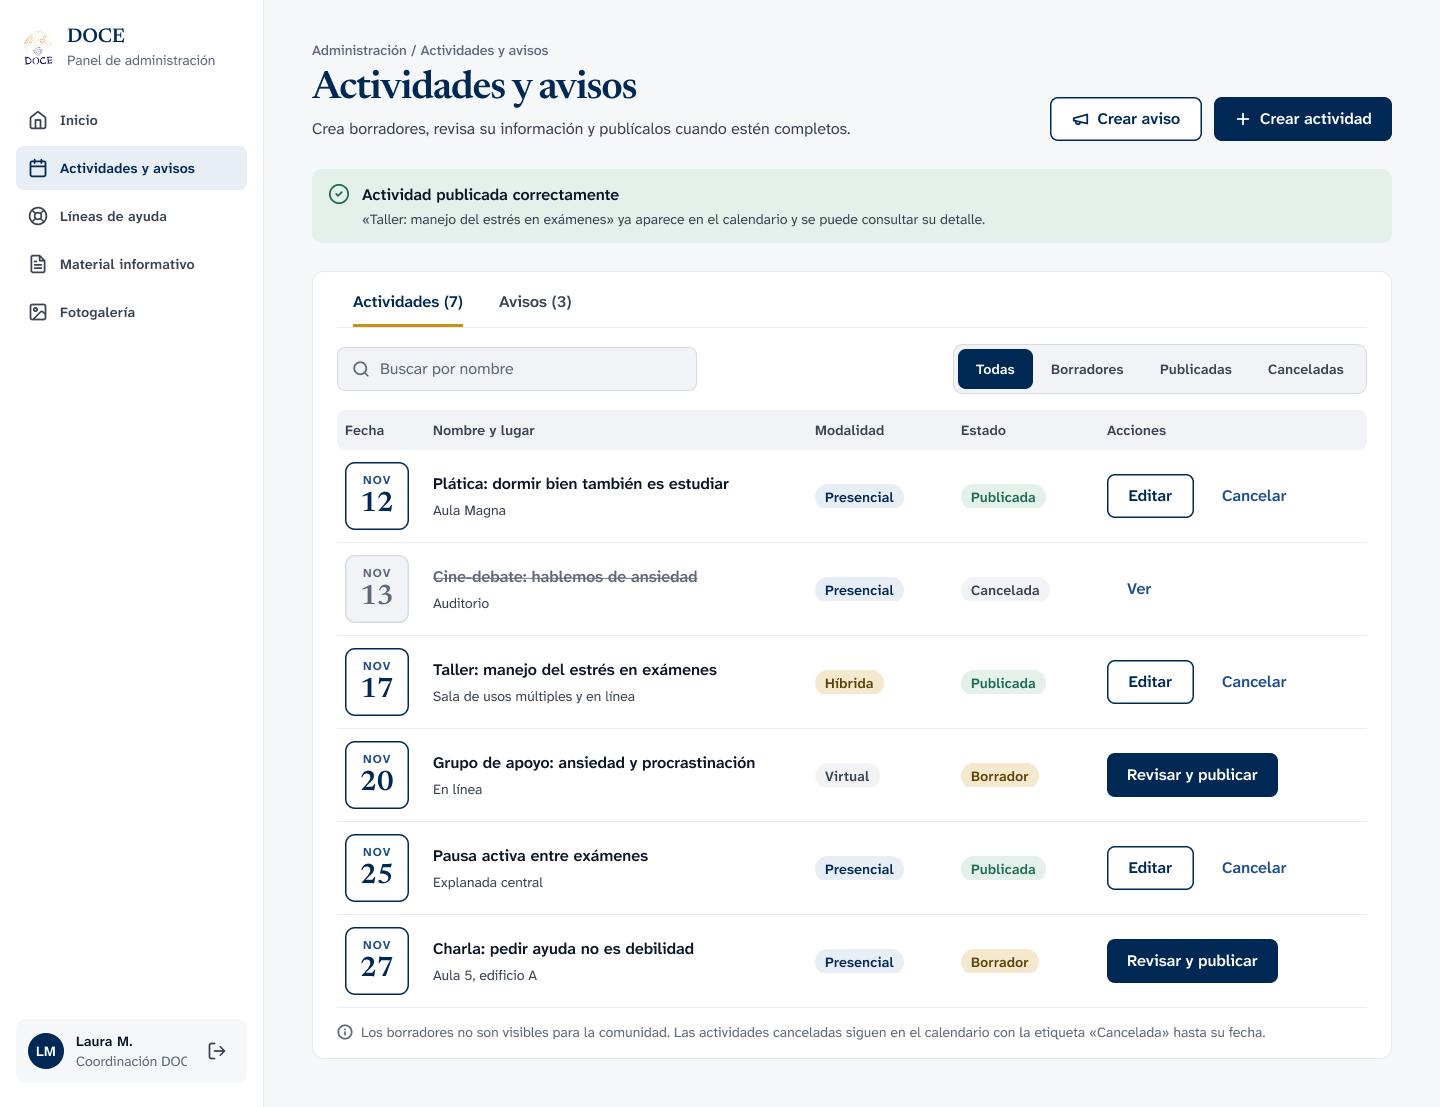 DOCE
DOCE
Panel de administración
Inicio
Actividades y avisos
Líneas de ayuda
Material informativo
Fotogalería
LM
Laura M.
Coordinación DOC
Administración / Actividades y avisos
Actividades y avisos
Crea borradores, revisa su información y publícalos cuando estén completos.
Crear aviso
Crear actividad
Actividad publicada correctamente
«Taller: manejo del estrés en exámenes» ya aparece en el calendario y se puede consultar su detalle.
Actividades (7)
Avisos (3)
Buscar por nombre
Todas
Borradores
Publicadas
Canceladas
Fecha
Nombre y lugar
Modalidad
Estado
Acciones
NOV
12
Plática: dormir bien también es estudiar
Aula Magna
Presencial
Publicada
Editar
Cancelar
NOV
13
Cine-debate: hablemos de ansiedad
Auditorio
Presencial
Cancelada
Ver
NOV
17
Taller: manejo del estrés en exámenes
Sala de usos múltiples y en línea
Híbrida
Publicada
Editar
Cancelar
NOV
20
Grupo de apoyo: ansiedad y procrastinación
En línea
Virtual
Borrador
Revisar y publicar
NOV
25
Pausa activa entre exámenes
Explanada central
Presencial
Publicada
Editar
Cancelar
NOV
27
Charla: pedir ayuda no es debilidad
Aula 5, edificio A
Presencial
Borrador
Revisar y publicar
Los borradores no son visibles para la comunidad. Las actividades canceladas siguen en el calendario con la etiqueta «Cancelada» hasta su fecha.